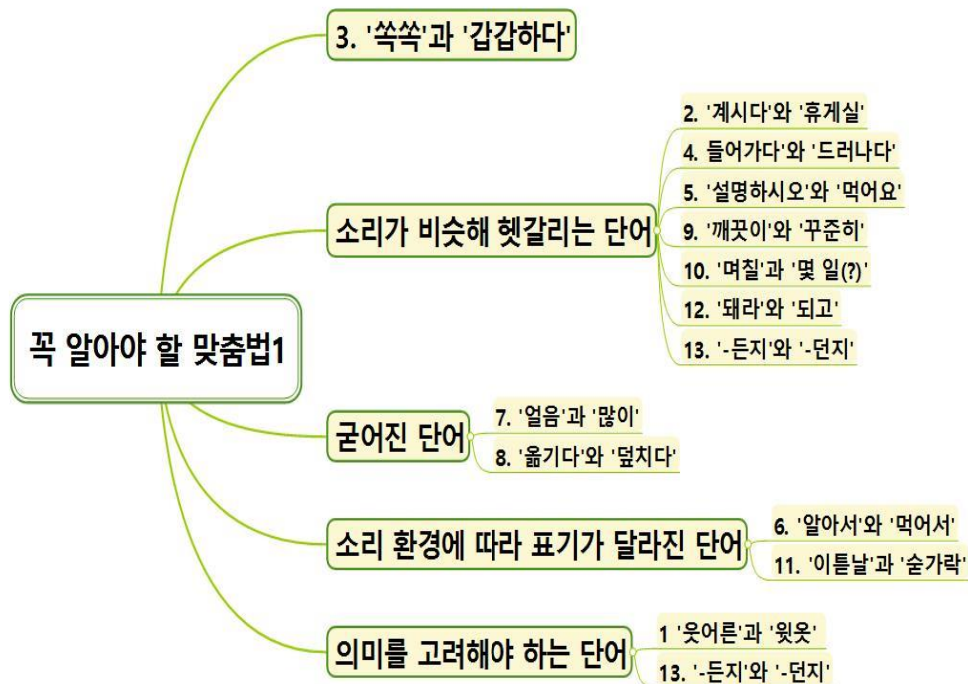 꼭 알아야 할 맞춤법1
3. '쏙쏙'과 '갑갑하다'
소리가 비슷해 헷갈리는 단어
2. '계시다'와 '휴게실'
4. 들어가다'와 '드러나다'
5. '설명하시오'와 '먹어요'
9. '깨끗이'와 '꾸준히'
10. '며칠'과 '몇 일(?)'
12. '돼라'와 '되고'
13. '-든지'와 '-던지'
굳어진 단어
7. '얼음'과 '많이'
8. '옮기다'와 '덮치다'
소리 환경에 따라 표기가 달라진 단어
6. '알아서'와 '먹어서'
11. '이튿날'과 '숟가락'
의미를 고려해야 하는 단어
1 '웃어른'과 '윗옷'
13. '-든지'와 '-던지'